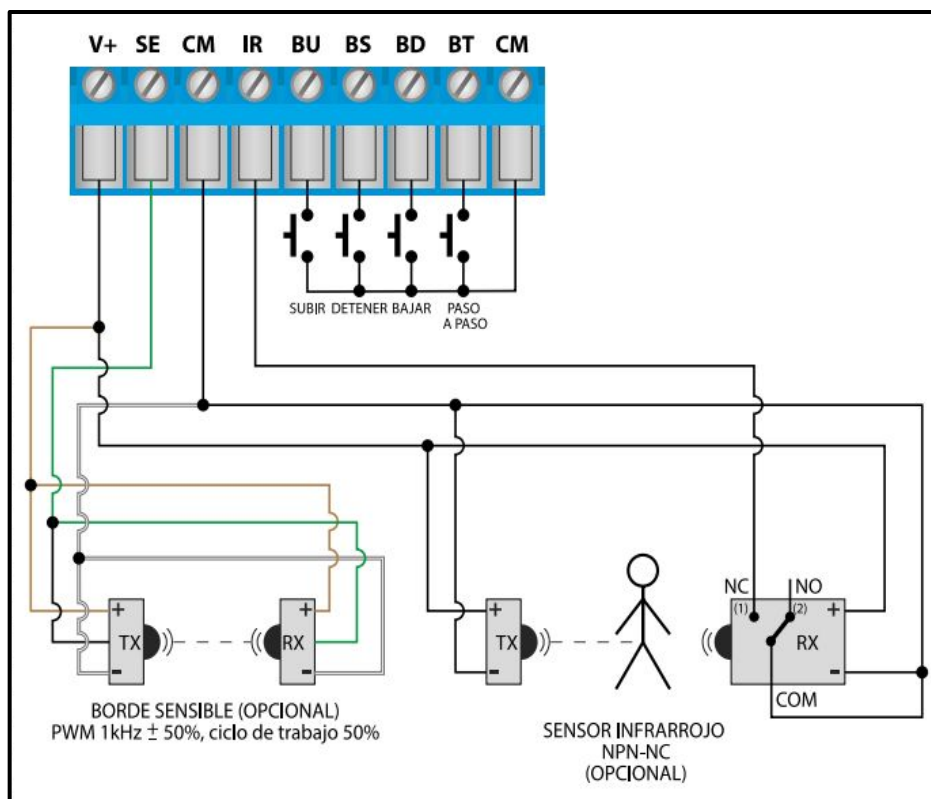 V+ SE CM IR BU BS BD BT CM
SUBIR DETENER BAJAR PASO
A PASO
NC NO
(1) (2)
+ + + +
TX RX TX RX
- - - -
COM
BORDE SENSIBLE (OPCIONAL)
PWM 1kHz ± 50%, ciclo de trabajo 50%
SENSOR INFRARROJO
NPN-NC
(OPCIONAL)